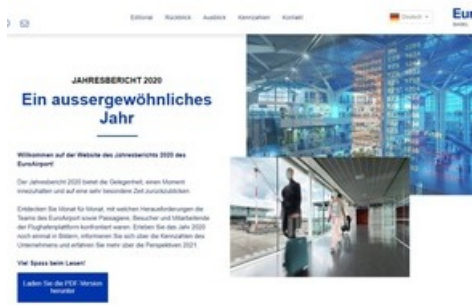 Editorial Rückblick Ausblick Kennzahlen Kontakt
Deutsch
BASEL
JAHRESBERICHT 2020
Ein aussergewöhnliches
Jahr
Willkommen auf der Website des Jahresberichts 2020 des
EuroAirport!
Der Jahresbericht 2020 bietet die Gelegenheit, einen Moment
innezuhalten und auf eine sehr besondere Zeit zurückzublicken.
Entdecken Sie Monat für Monat, mit welchen Herausforderungen die
Teams des EuroAirport sowie Passagiere, Besucher und Mitarbeitende
der Flughafenplattform konfrontiert waren. Erleben Sie das Jahr 2020
noch einmal in Bildern, informieren Sie sich über die Kennzahlen des
Unternehmens und erfahren Sie mehr über die Perspektiven 2021.
Viel Spass beim Lesen!
Laden Sie die PDF-Version
herunter